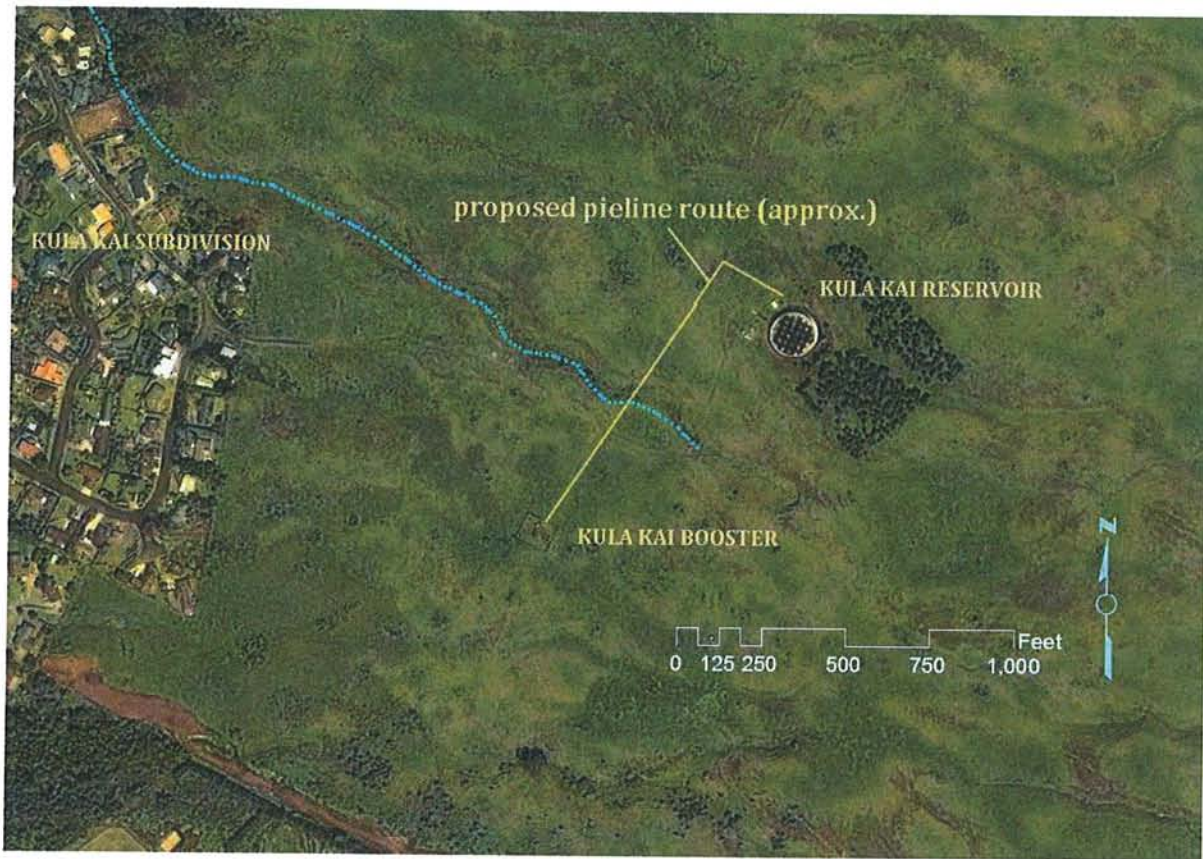 proposed pieline route (approx.)
KULA KAI SUBDIVISION
KULA KAI RESERVOIR
KULA KAI BOOSTER
N
Feet
0 125 250 500 750 1,000